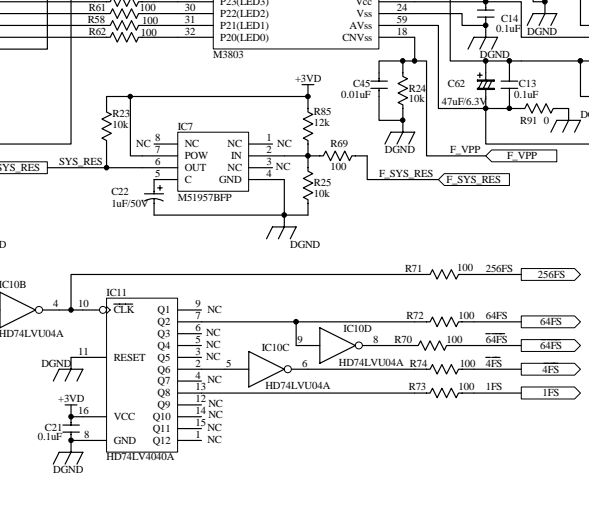 R61 100 30 P23(LED3) Vcc
R58 100 31 P22(LED2) Vss 24
R62 100 32 P21(LED1) AVss 59
P20(LED0) CNVss 18
M3803
C14
0.1uF
DGND
DGND
+3VD
C45
0.01uF
R24
10k
C62
47uF/6.3V
C13
0.1uF
R91 0
DGND
R23
10k
R85
12k
IC7
NC 8 NC NC 1 NC
7 POW IN 2
SYS_RES SYS_RES 6 OUT NC 3 NC
5 C GND 4
M51957BFP
C22
1uF/50V
R69
100
R25
10k
F_VPP F_VPP
F_SYS_RES F_SYS_RES
DGND
D
IC10B
HD74LVU04A
4 10
IC11
CLK
RESET
11
DGND
+3VD
C21
0.1uF
16 VCC
8 GND
DGND
Q1 9 NC
Q2 7
Q3 6 NC
Q4 5 NC
Q5 3 NC
Q6 2
Q7 4 NC
Q8 13
Q9 12 NC
Q10 14 NC
Q11 15 NC
Q12 1 NC
HD74LV4040A
IC10C
5 6
HD74LVU04A
IC10D
9 8
HD74LVU04A
R71 100 256FS 256FS
R72 100 64FS 64FS
R70 100 64FS 64FS
R74 100 4FS 4FS
R73 100 1FS 1FS